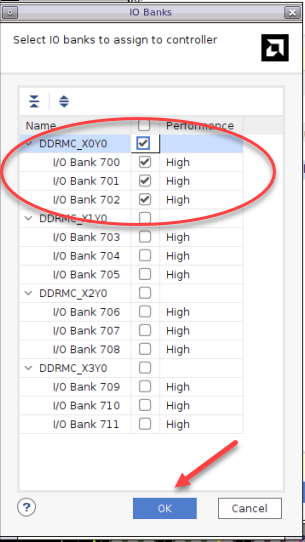 IO Banks
Select IO banks to assign to controller
Name Performance
DDRMC_X0Y0
I/O Bank 700 High
I/O Bank 701 High
I/O Bank 702 High
DDRMC_X1Y0
I/O Bank 703 High
I/O Bank 704 High
I/O Bank 705 High
DDRMC_X2Y0
I/O Bank 706 High
I/O Bank 707 High
I/O Bank 708 High
DDRMC_X3Y0
I/O Bank 709 High
I/O Bank 710 High
I/O Bank 711 High
? OK Cancel